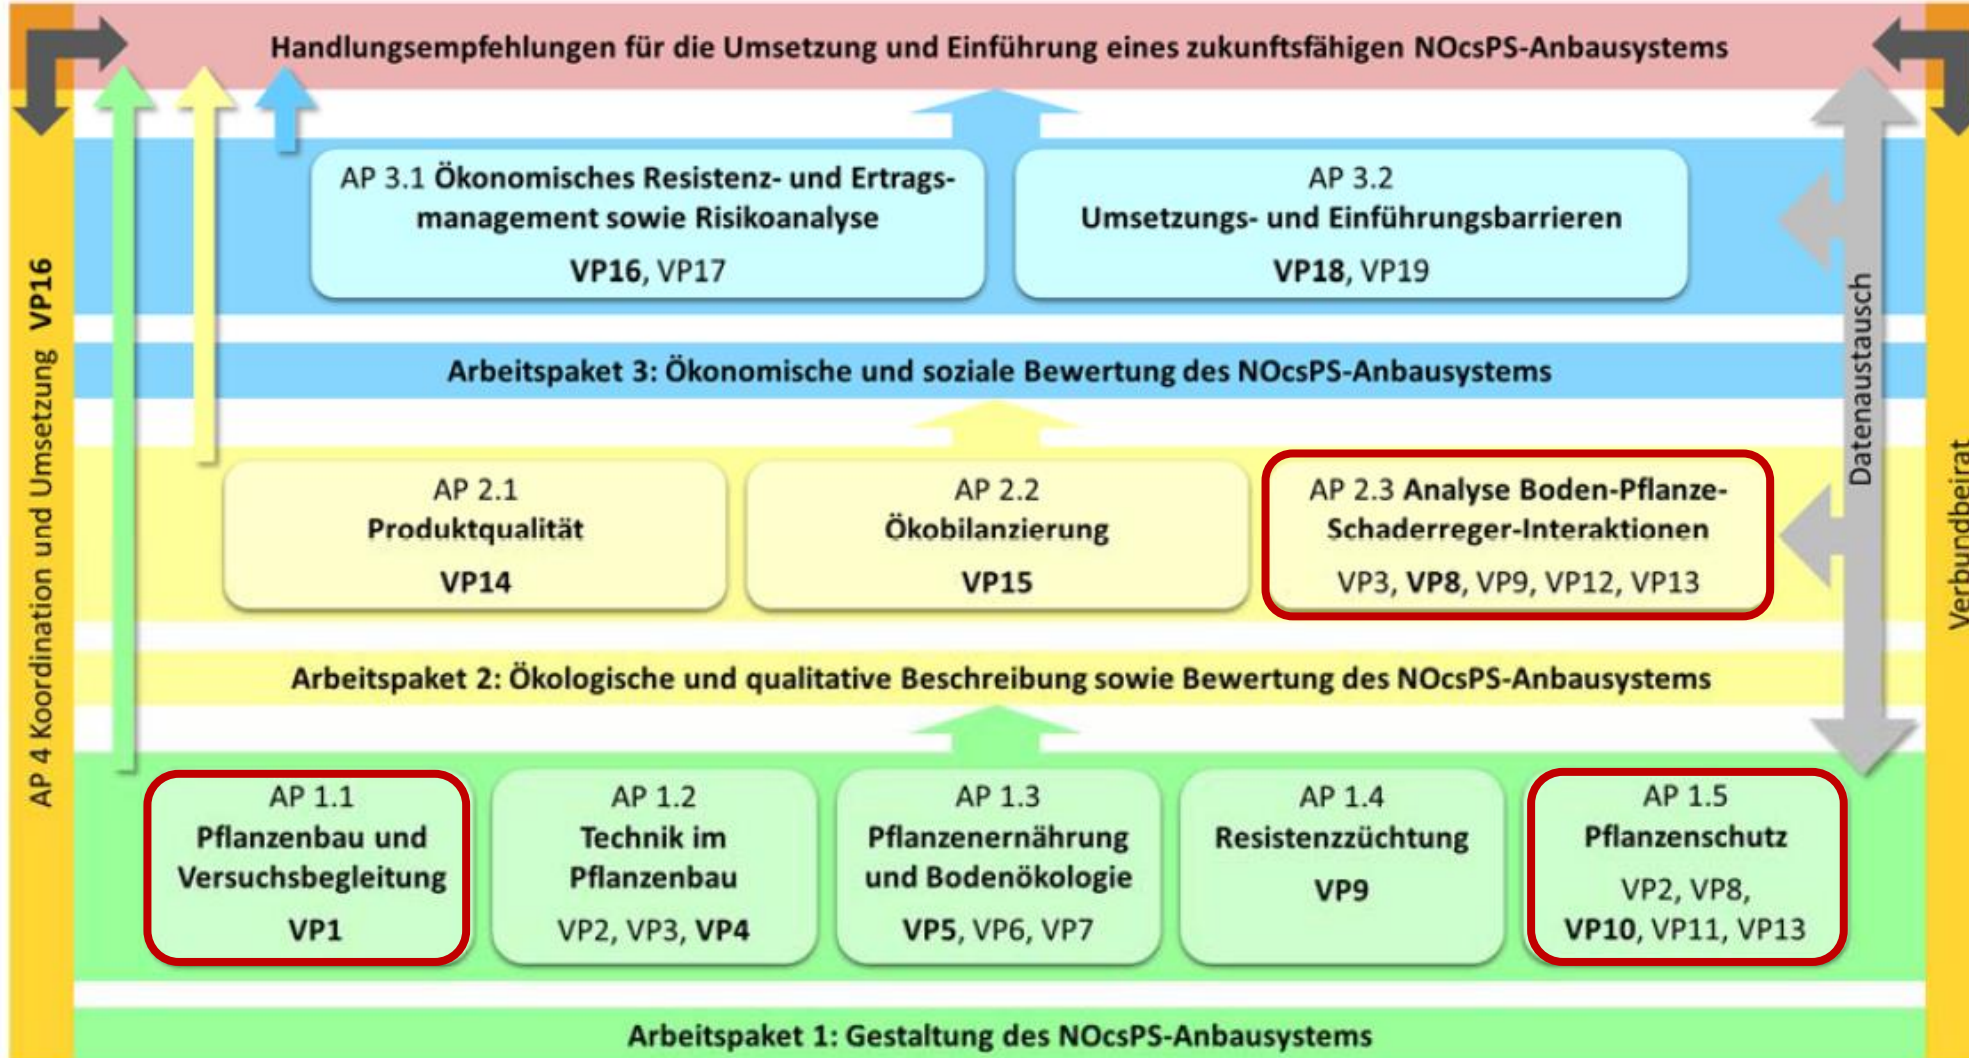 Handlungsempfehlungen für die Umsetzung und Einführung eines zukunftsfähigen NOcsPS-Anbausystems
AP 3.1 Ökonomisches Resistenz- und Ertrags-
management sowie Risikoanalyse
VP16, VP17
AP 3.2
Umsetzungs- und Einführungsbarrieren
VP18, VP19
Arbeitspaket 3: Ökonomische und soziale Bewertung des NOcsPS-Anbausystems
AP 2.1
Produktqualität
VP14
AP 2.2
Ökobilanzierung
VP15
AP 2.3 Analyse Boden-Pflanze-
Schaderreger-Interaktionen
VP3, VP8, VP9, VP12, VP13
Arbeitspaket 2: Ökologische und qualitative Beschreibung sowie Bewertung des NOcsPS-Anbausystems
AP 1.1
Pflanzenbau und
Versuchsbegleitung
VP1
AP 1.2
Technik im
Pflanzenbau
VP2, VP3, VP4
AP 1.3
Pflanzenernährung
und Bodenökologie
VP5, VP6, VP7
AP 1.4
Resistenzzüchtung
VP9
AP 1.5
Pflanzenschutz
VP2, VP8,
VP10, VP11, VP13
Arbeitspaket 1: Gestaltung des NOcsPS-Anbausystems
AP 4 Koordination und Umsetzung VP16
Datenaustausch
Verbundbeirat